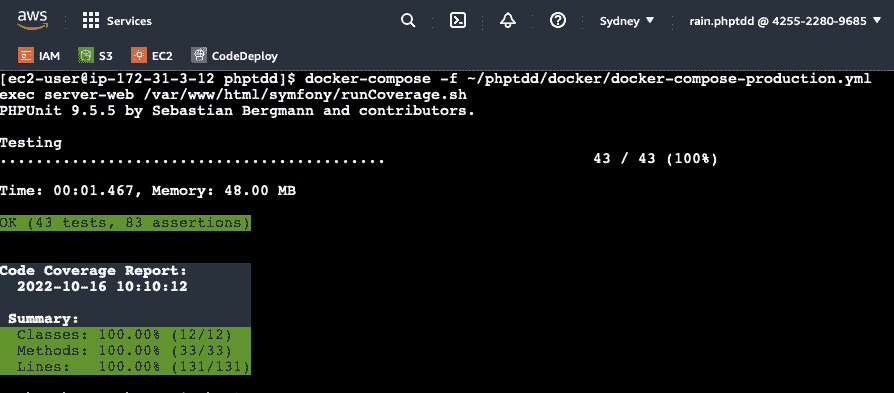 aws Services Sydney ▼ rain.phptdd @ 4255-2280-9685 ▼
IAM S3 EC2 CodeDeploy
[ec2-user@ip-172-31-3-12 phptdd]$ docker-compose -f ~/phptdd/docker/docker-compose-production.yml
exec server-web /var/www/html/symfony/runCoverage.sh
PHPUnit 9.5.5 by Sebastian Bergmann and contributors.
Testing
........................................... 43 / 43 (100%)
Time: 00:01.467, Memory: 48.00 MB
OK (43 tests, 83 assertions)
Code Coverage Report:
2022-10-16 10:10:12
Summary:
Classes: 100.00% (12/12)
Methods: 100.00% (33/33)
Lines: 100.00% (131/131)